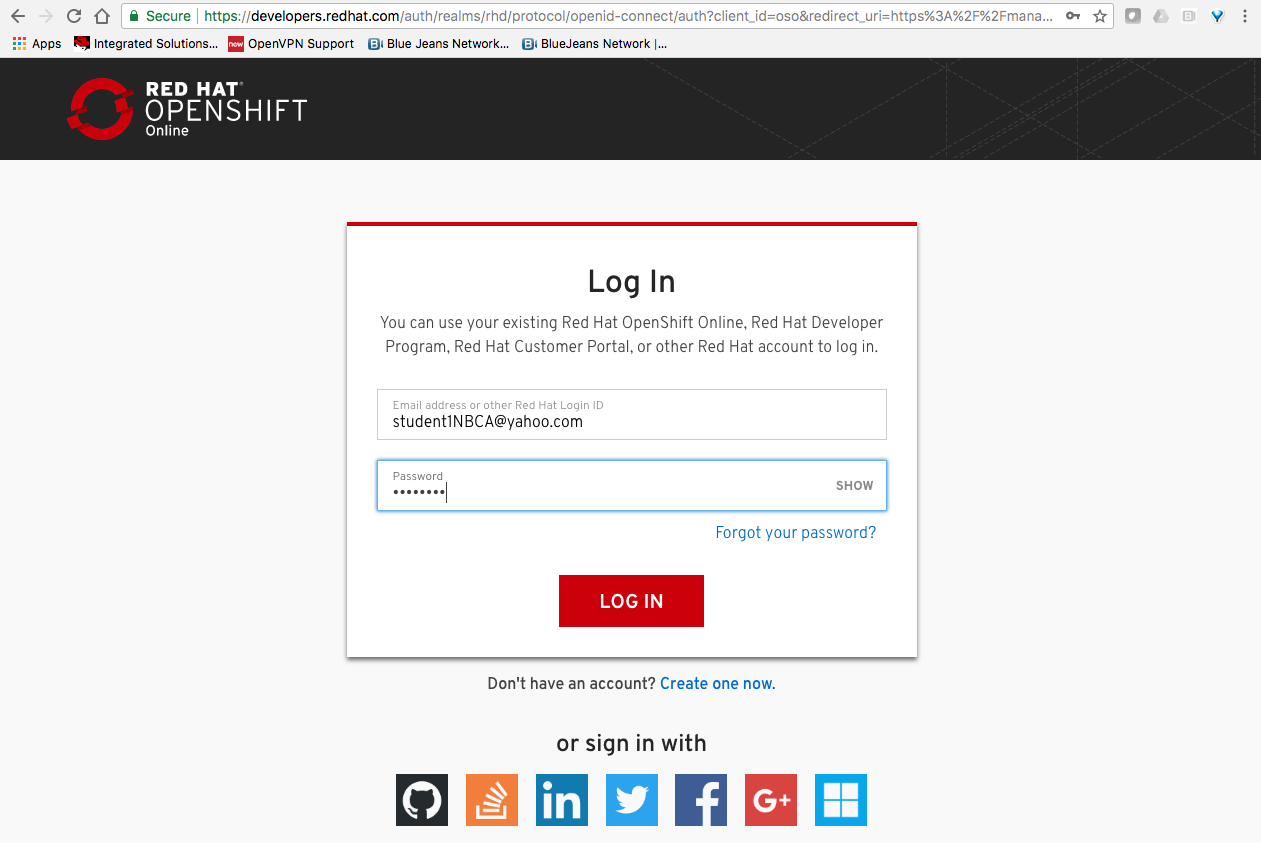 Secure https://developers.redhat.com/auth/realms/rhd/protocol/openid-connect/auth?client_id=oso&redirect_uri=https%3A%2F%2Fmana...
Apps Integrated Solutions... now OpenVPN Support Bi Blue Jeans Network... Bi BlueJeans Network |...
RED HAT®
OPENSHIFT
Online
Log In
You can use your existing Red Hat OpenShift Online, Red Hat Developer
Program, Red Hat Customer Portal, or other Red Hat account to log in.
Email address or other Red Hat Login ID
student1NBCA@yahoo.com
Password
••••••••
SHOW
Forgot your password?
LOG IN
Don't have an account? Create one now.
or sign in with
in f G+